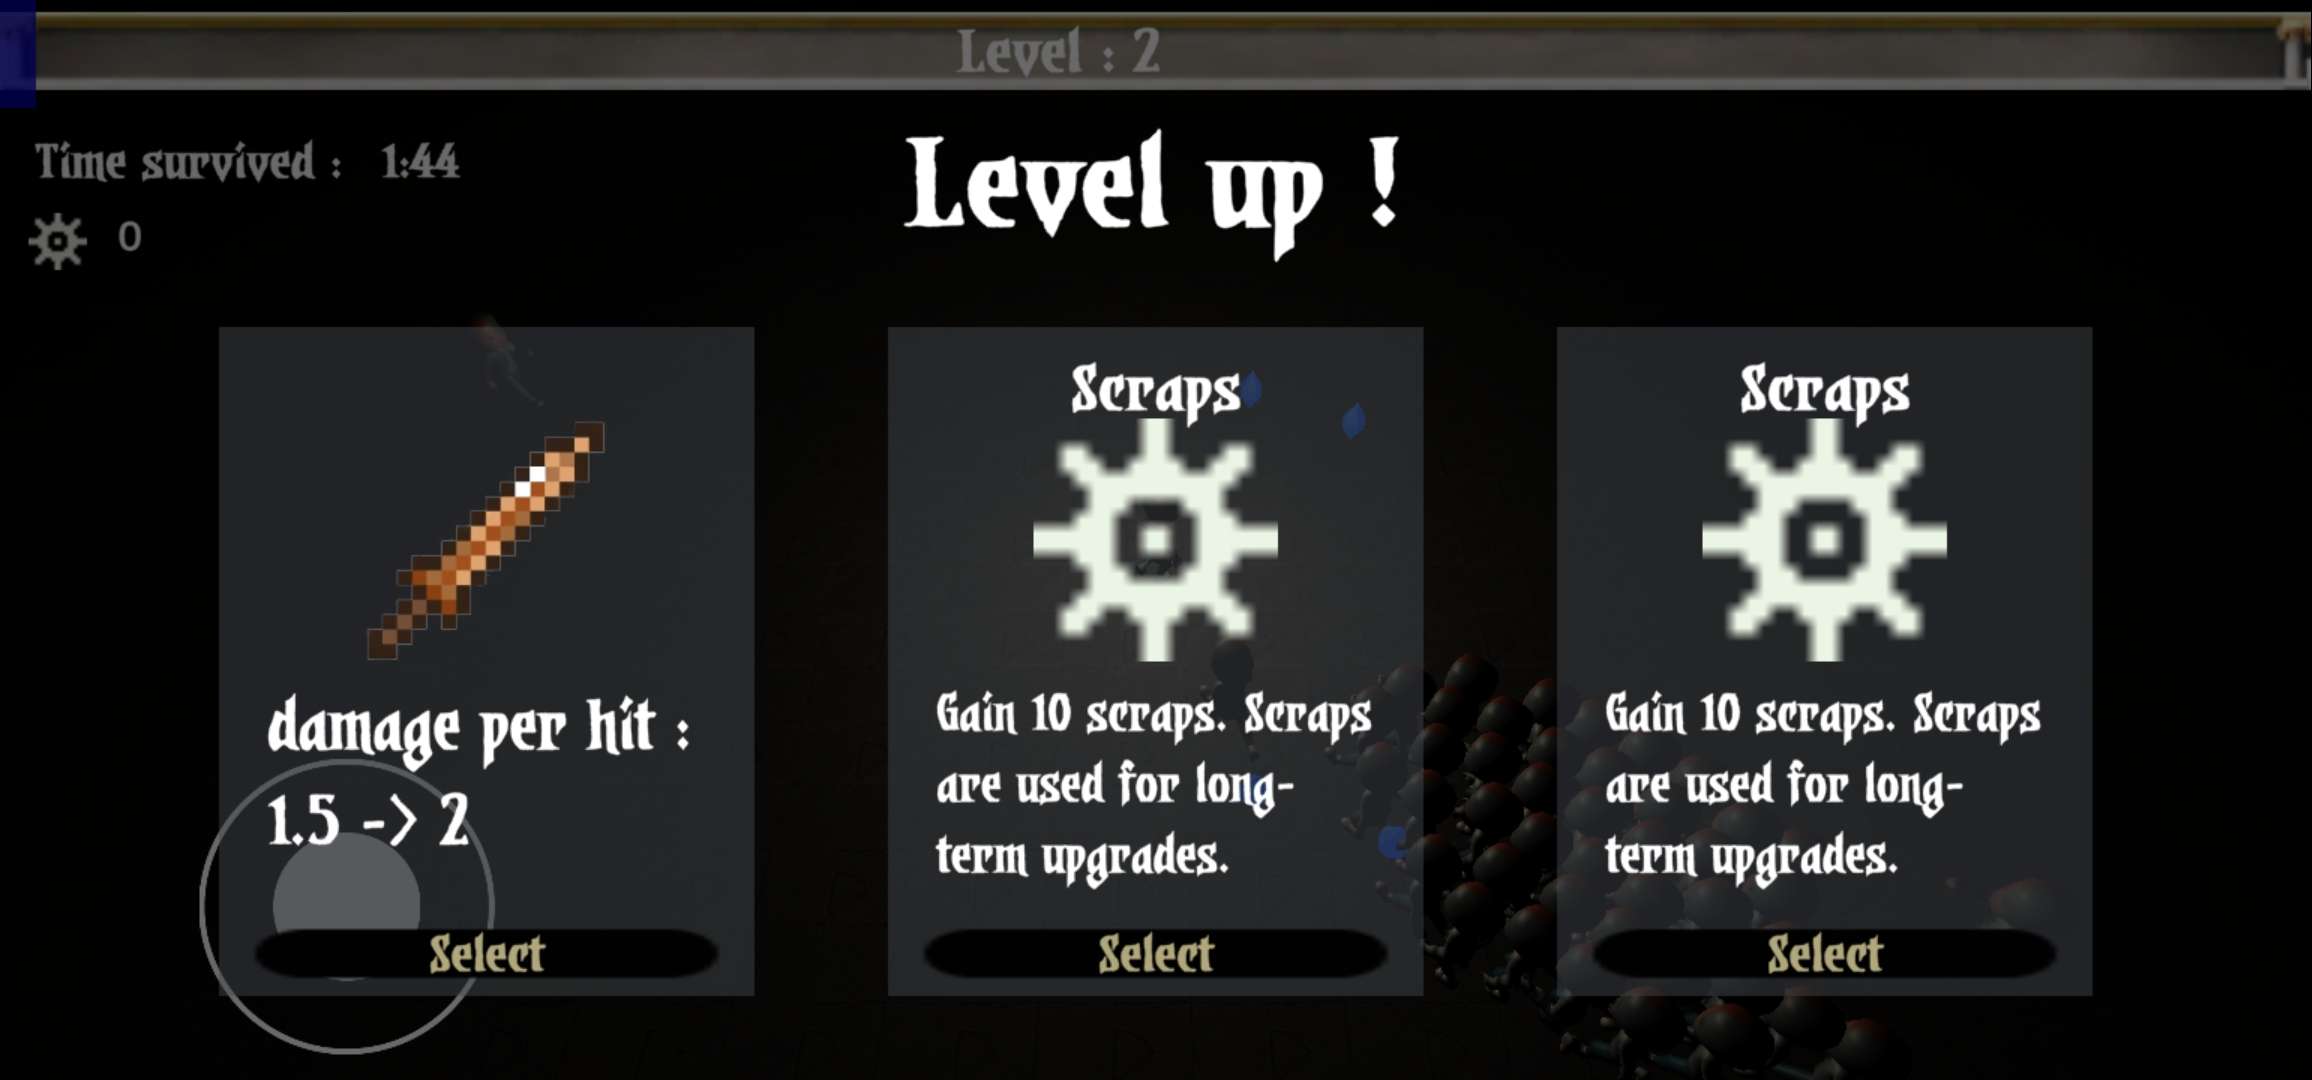 Level : 2
Time survived : 1:44
0
Level up !
damage per hit :
1.5 -> 2
Select
Scraps
Gain 10 scraps. Scraps
are used for long-
term upgrades.
Select
Scraps
Gain 10 scraps. Scraps
are used for long-
term upgrades.
Select